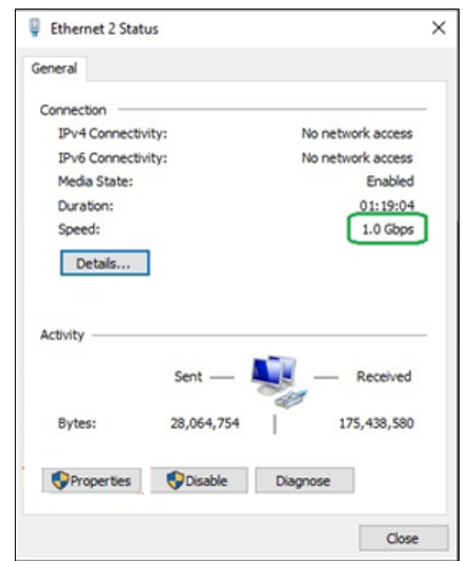 Ethernet 2 Status
General
Connection
IPv4 Connectivity: No network access
IPv6 Connectivity: No network access
Media State: Enabled
Duration: 01:19:04
Speed: 1.0 Gbps
Details...
Activity
Sent Received
Bytes: 28,064,754 175,438,580
Properties Disable Diagnose
Close